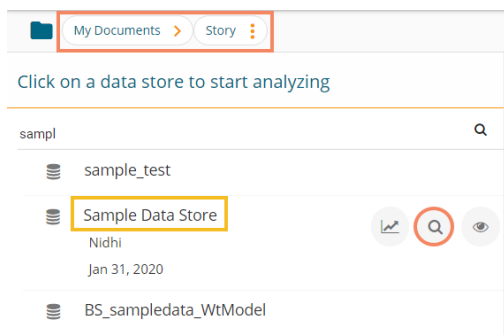 My Documents > Story
Click on a data store to start analyzing
sampl
sample_test
Sample Data Store
Nidhi
Jan 31, 2020
BS_sampledata_WtModel